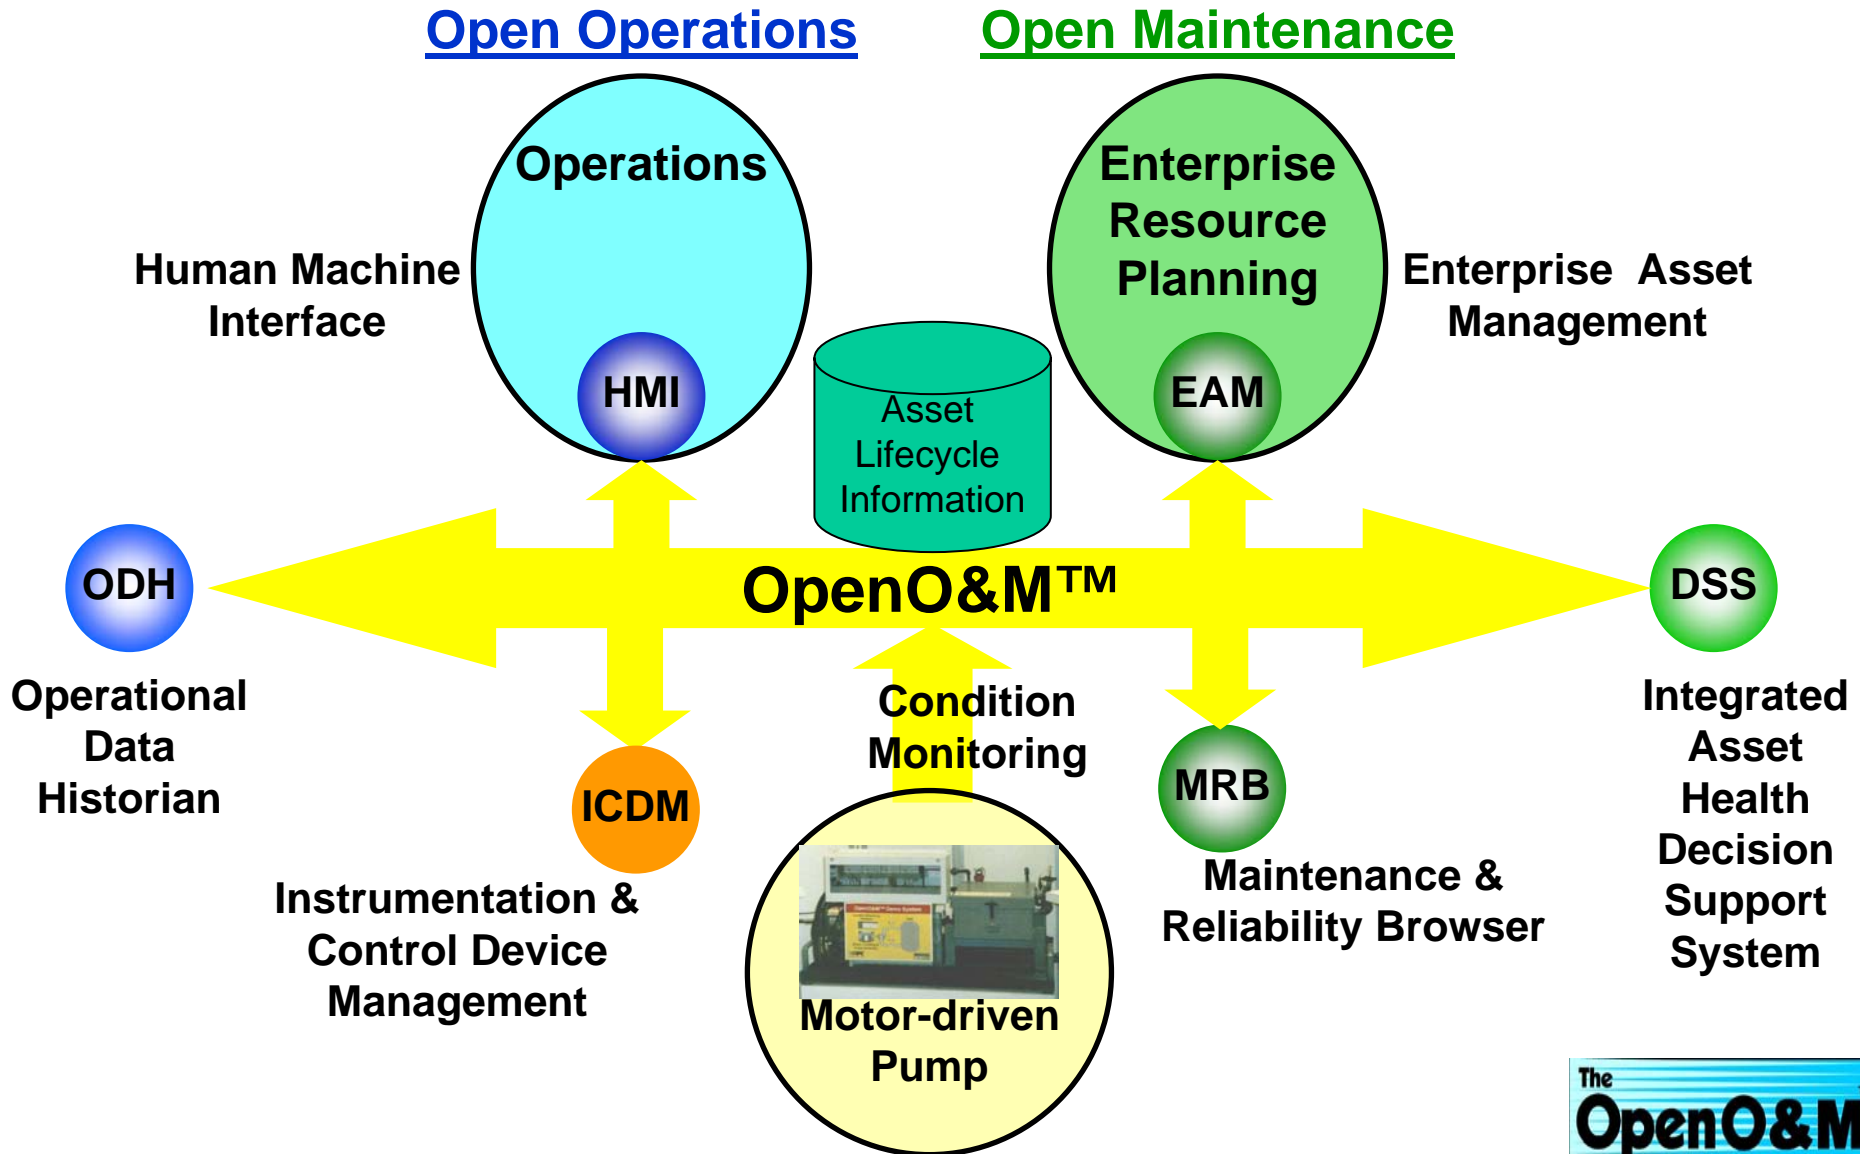 Open Operations
Open Maintenance
Operations
Enterprise
Resource
Planning
Human Machine
Interface
Enterprise Asset
Management
HMI
EAM
Asset
Lifecycle
Information
ODH
OpenO&M™
DSS
Operational
Data
Historian
Condition
Monitoring
Integrated
Asset
Health
Decision
Support
System
ICDM
MRB
Instrumentation &
Control Device
Management
Maintenance &
Reliability Browser
Motor-driven
Pump
The
OpenO&M